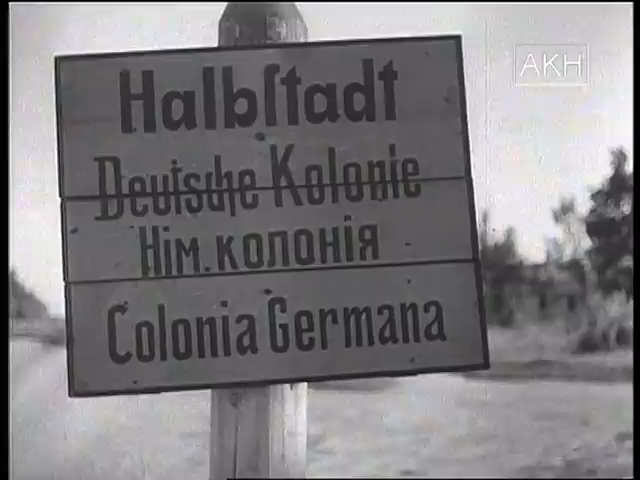 AKH
Halbſtadt
Deutsche Kolonie
Нім. колонія
Colonia Germana